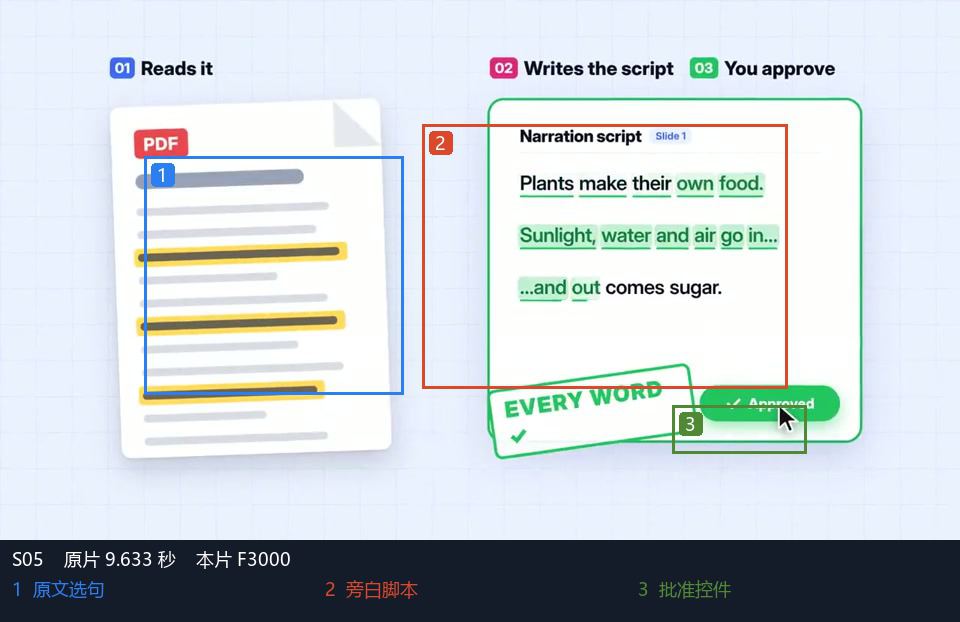 01 Reads it
02 Writes the script
03 You approve
PDF
1
2
Narration script Slide 1
Plants make their own food.
Sunlight, water and air go in...
...and out comes sugar.
EVERY WORD
✓
✓ Approved
3
S05 原片 9.633 秒 本片 F3000
1 原文选句 2 旁白脚本 3 批准控件